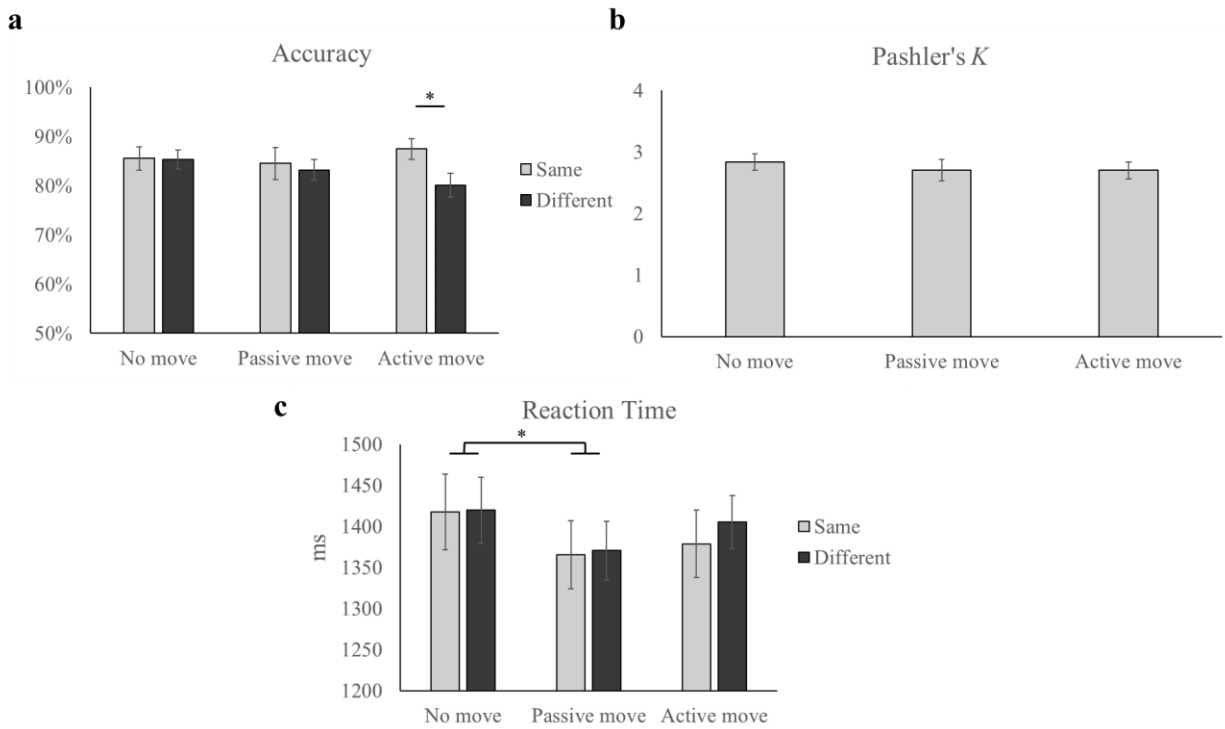 a
Accuracy
100%
90%
80%
70%
60%
50%
*
No move Passive move Active move
Same
Different
b
Pashler's K
4
3
2
1
0
No move Passive move Active move
c
Reaction Time
ms
1500
1450
1400
1350
1300
1250
1200
*
No move Passive move Active move
Same
Different